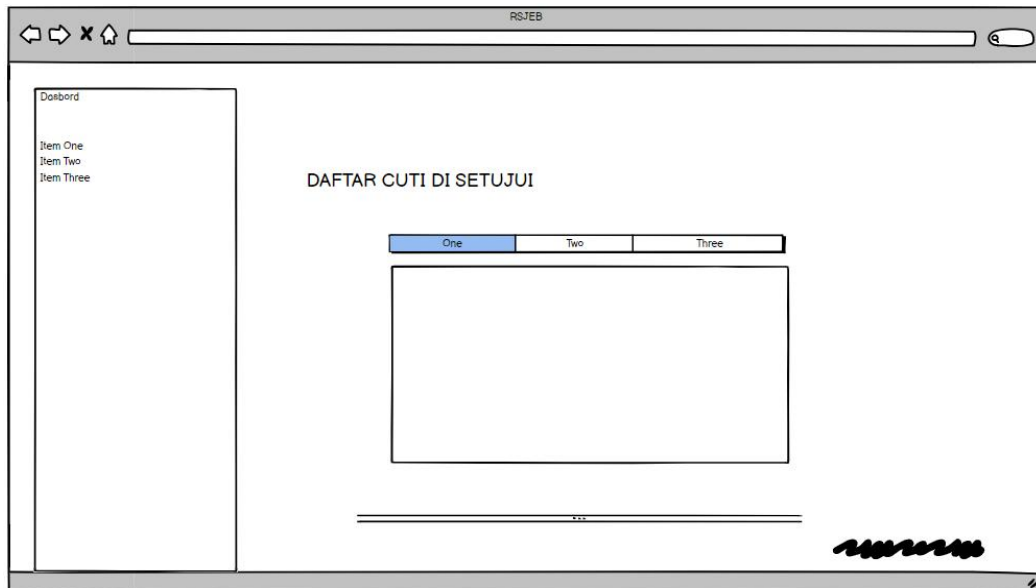 RSJEB
Dasbord
Item One
Item Two
Item Three
DAFTAR CUTI DI SETUJUI
One Two Three